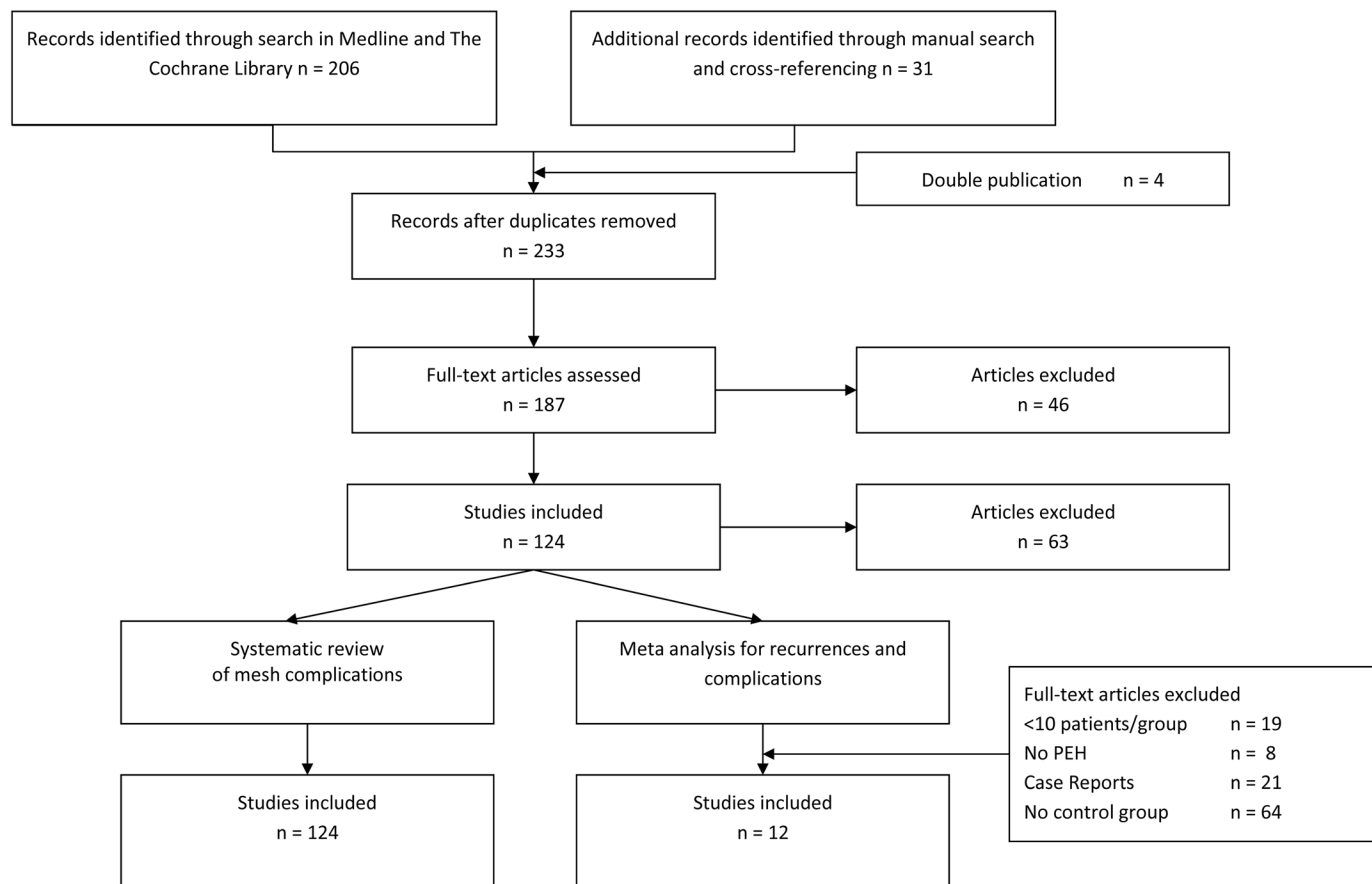 Records identified through search in Medline and The
Cochrane Library n = 206
Additional records identified through manual search
and cross-referencing n = 31
Double publication n = 4
Records after duplicates removed
n = 233
Full-text articles assessed
n = 187
Articles excluded
n = 46
Studies included
n = 124
Articles excluded
n = 63
Systematic review
of mesh complications
Meta analysis for recurrences and
complications
Full-text articles excluded
<10 patients/group n = 19
No PEH n = 8
Case Reports n = 21
No control group n = 64
Studies included
n = 124
Studies included
n = 12